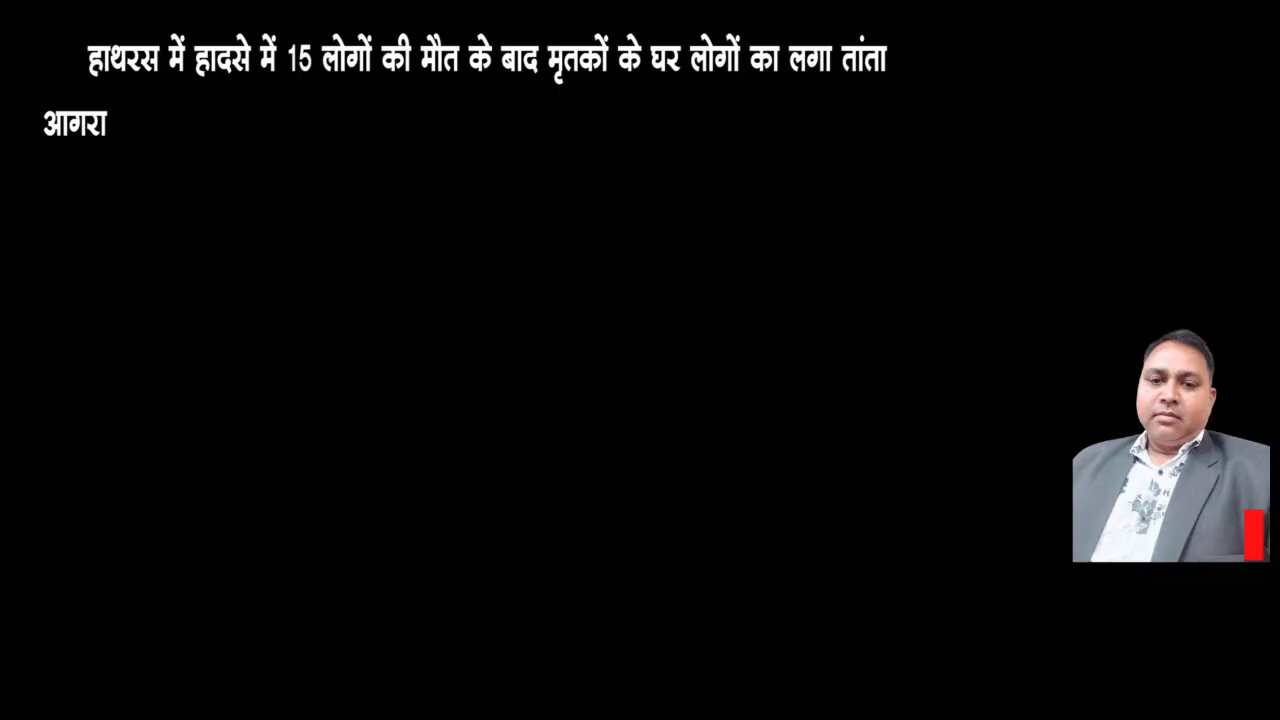 हाथरस में हादसे में 15 लोगों की मौत के बाद मृतकों के घर लोगों का लगा तांता
आगरा